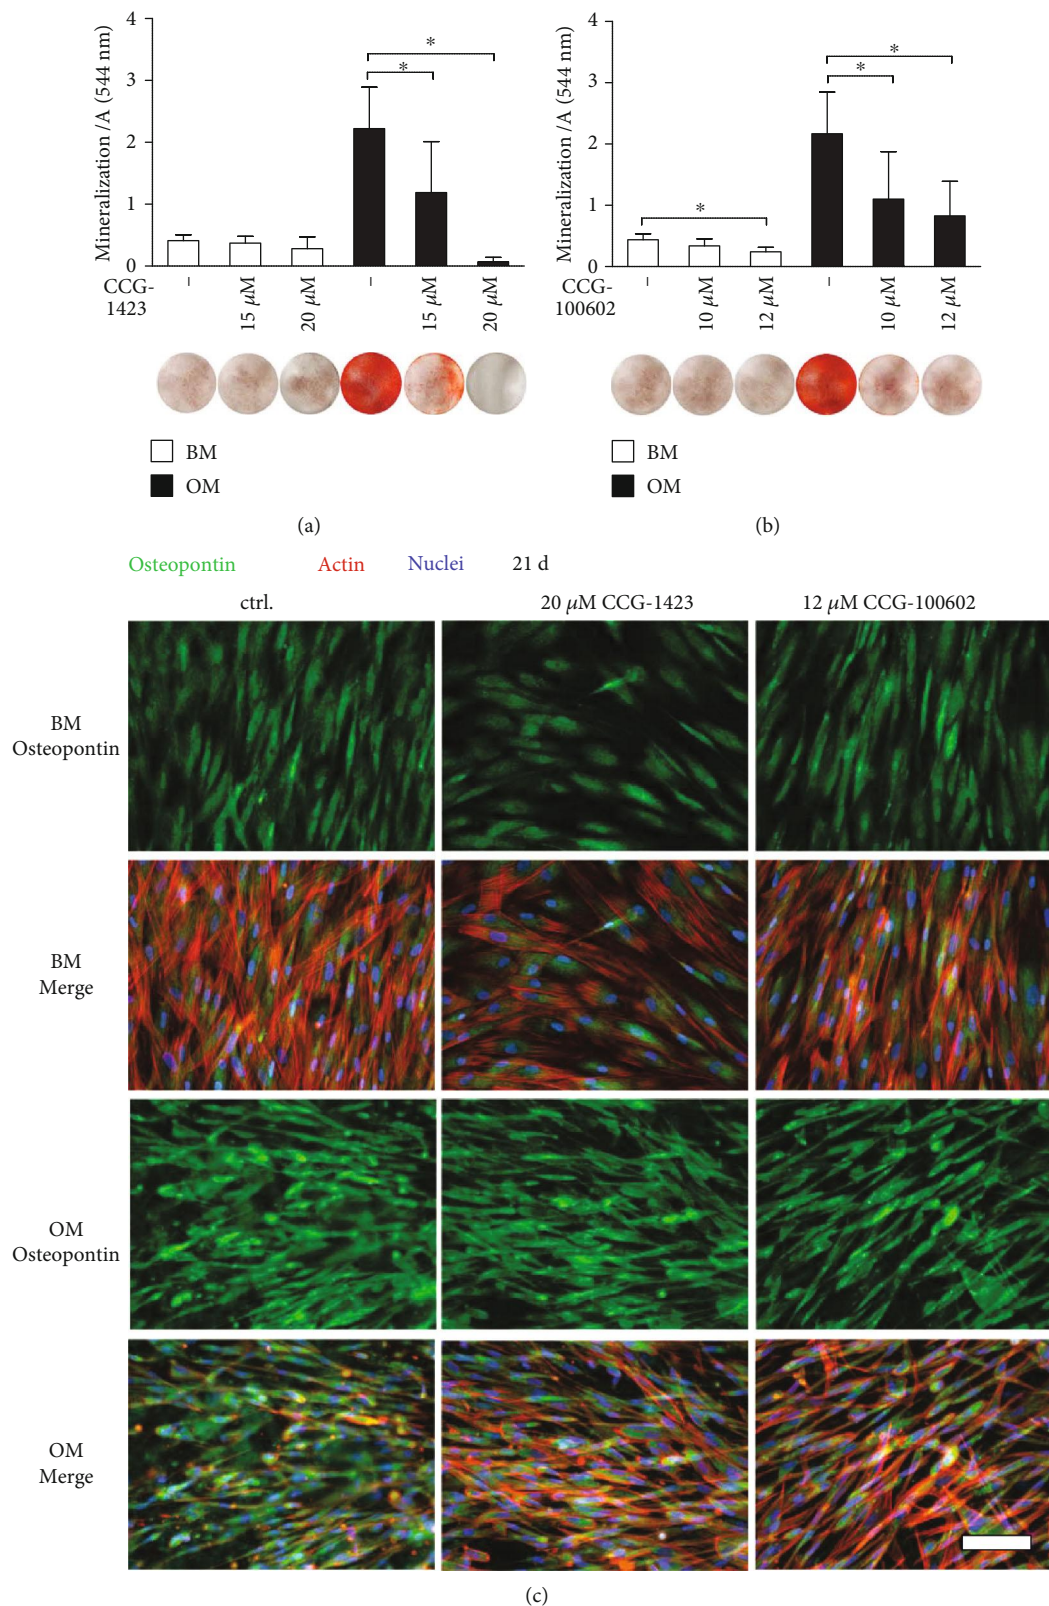 4
3
2
1
0
Mineralization /A (544 nm)
*
*
CCG-
1423
–
15 μM
20 μM
–
15 μM
20 μM
BM
OM
(a)
4
3
2
1
0
Mineralization /A (544 nm)
*
*
*
CCG-
100602
–
10 μM
12 μM
–
10 μM
12 μM
BM
OM
(b)
Osteopontin Actin Nuclei 21 d
ctrl. 20 μM CCG-1423 12 μM CCG-100602
BM
Osteopontin
BM
Merge
OM
Osteopontin
OM
Merge
(c)